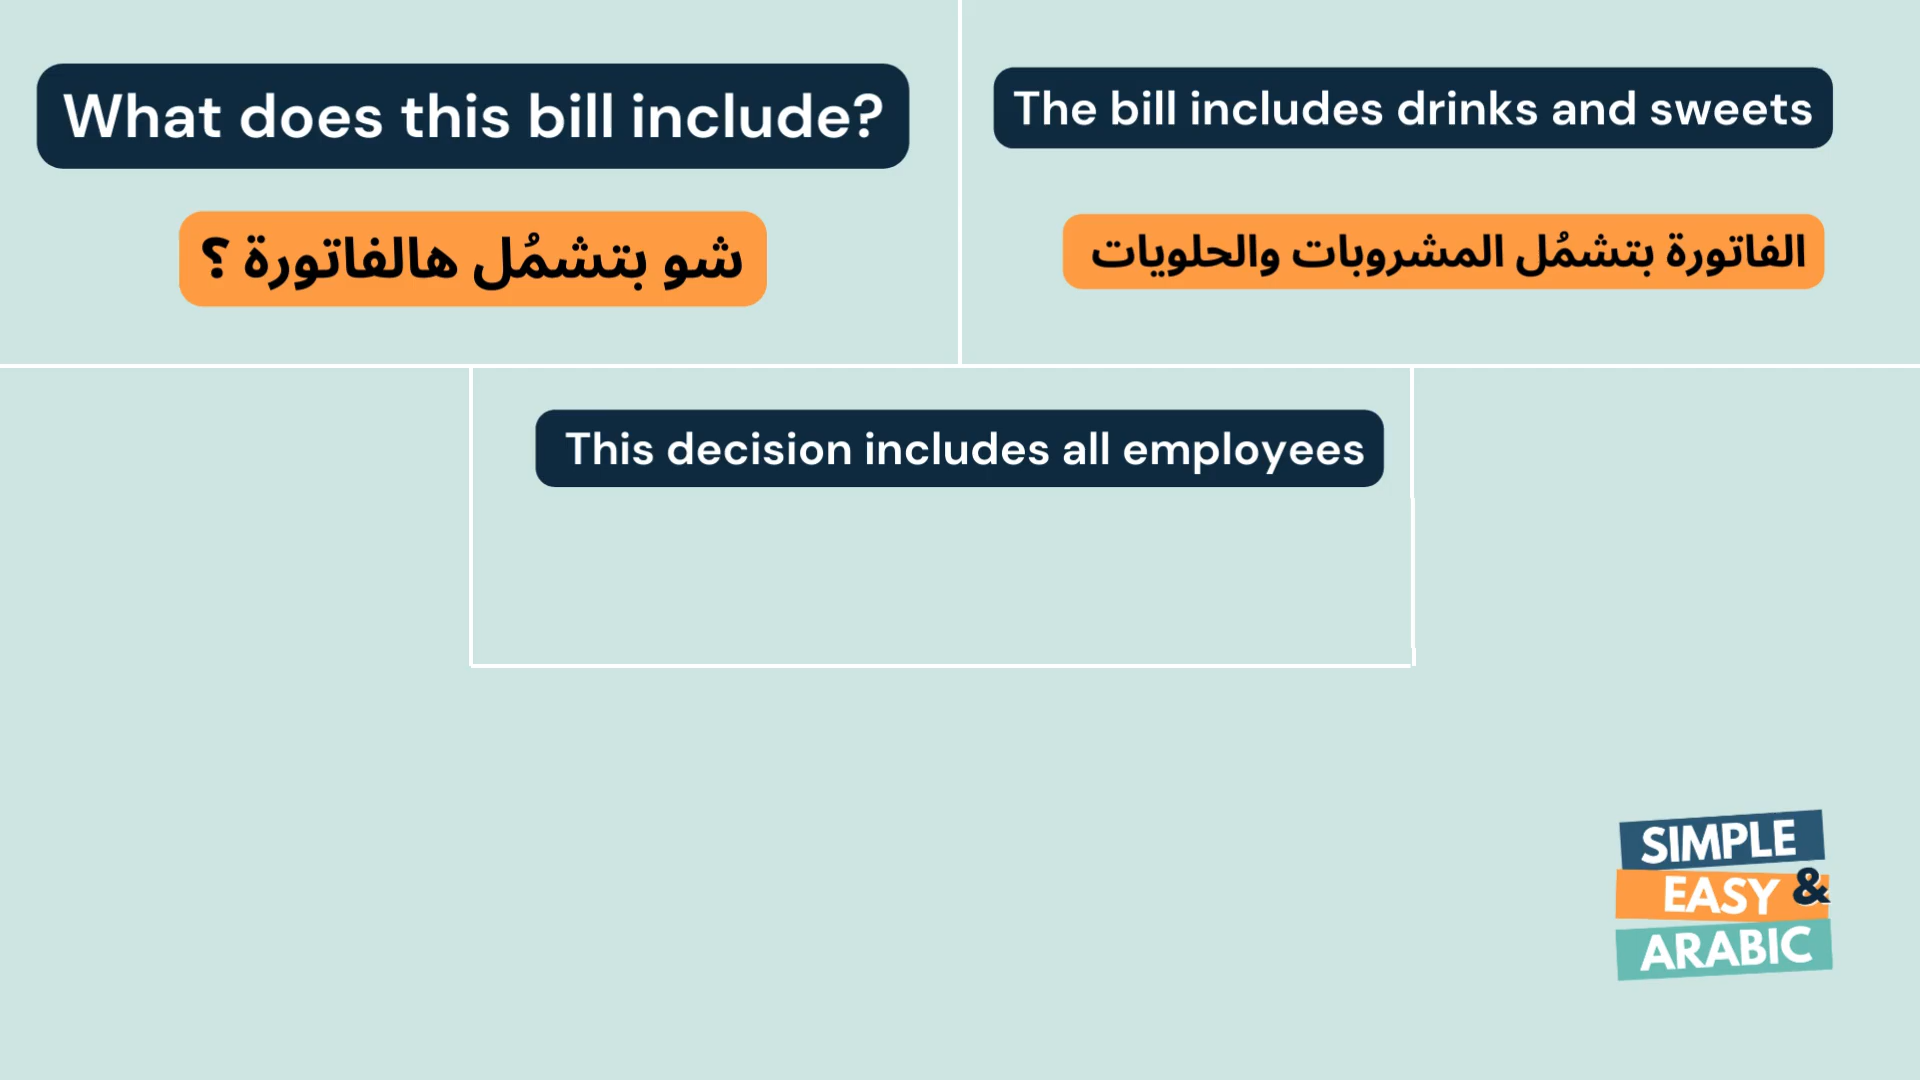 What does this bill include?
شو بتشمُل هالفاتورة ؟
The bill includes drinks and sweets
الفاتورة بتشمُل المشروبات والحلويات
This decision includes all employees
SIMPLE
EASY &
ARABIC